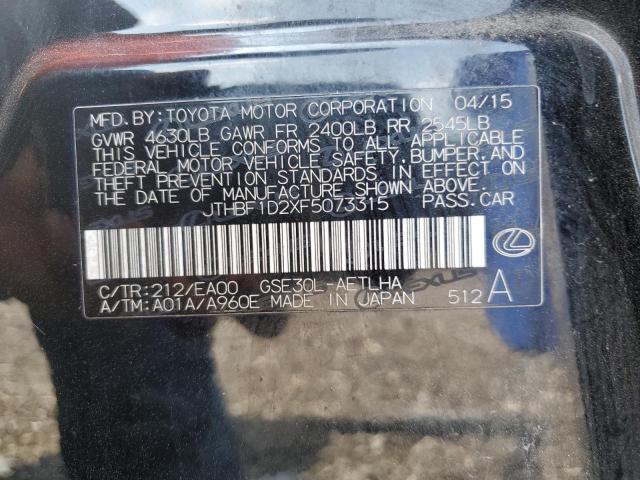 MFD.BY:TOYOTA MOTOR CORPORATION 04/15
GVWR 4630LB GAWR FR 2400LB RR 2545LB
THIS VEHICLE CONFORMS TO ALL APPLICABLE
FEDERAL MOTOR VEHICLE SAFETY,BUMPER,AND
THEFT PREVENTION STANDARDS IN EFFECT ON
THE DATE OF MANUFACTURE SHOWN ABOVE.
JTHBF1D2XF5073315 PASS.CAR
C/TR:212/EA00 GSE30L-AETLHA
A/TM:A01A/A960E MADE IN JAPAN 512 A